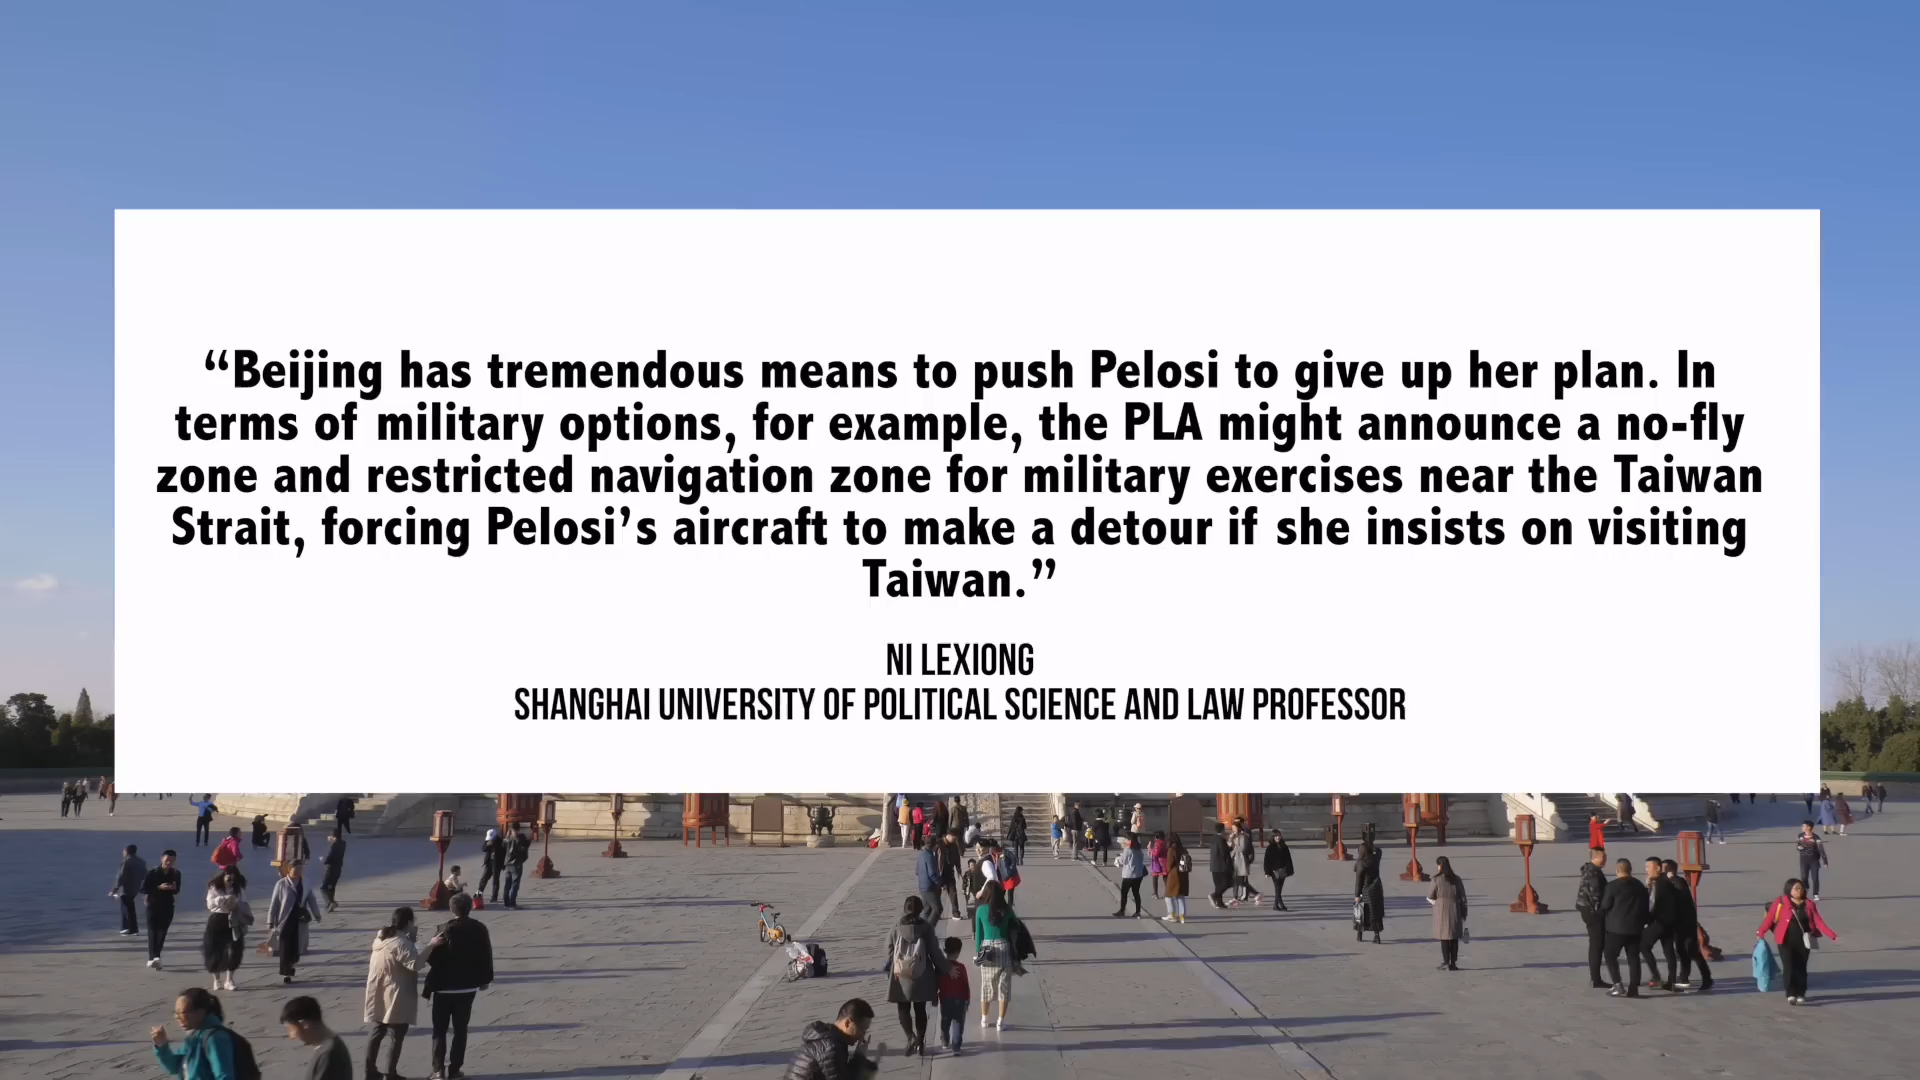 “Beijing has tremendous means to push Pelosi to give up her plan. In
terms of military options, for example, the PLA might announce a no-fly
zone and restricted navigation zone for military exercises near the Taiwan
Strait, forcing Pelosi’s aircraft to make a detour if she insists on visiting
Taiwan.”
NI LEXIONG
SHANGHAI UNIVERSITY OF POLITICAL SCIENCE AND LAW PROFESSOR